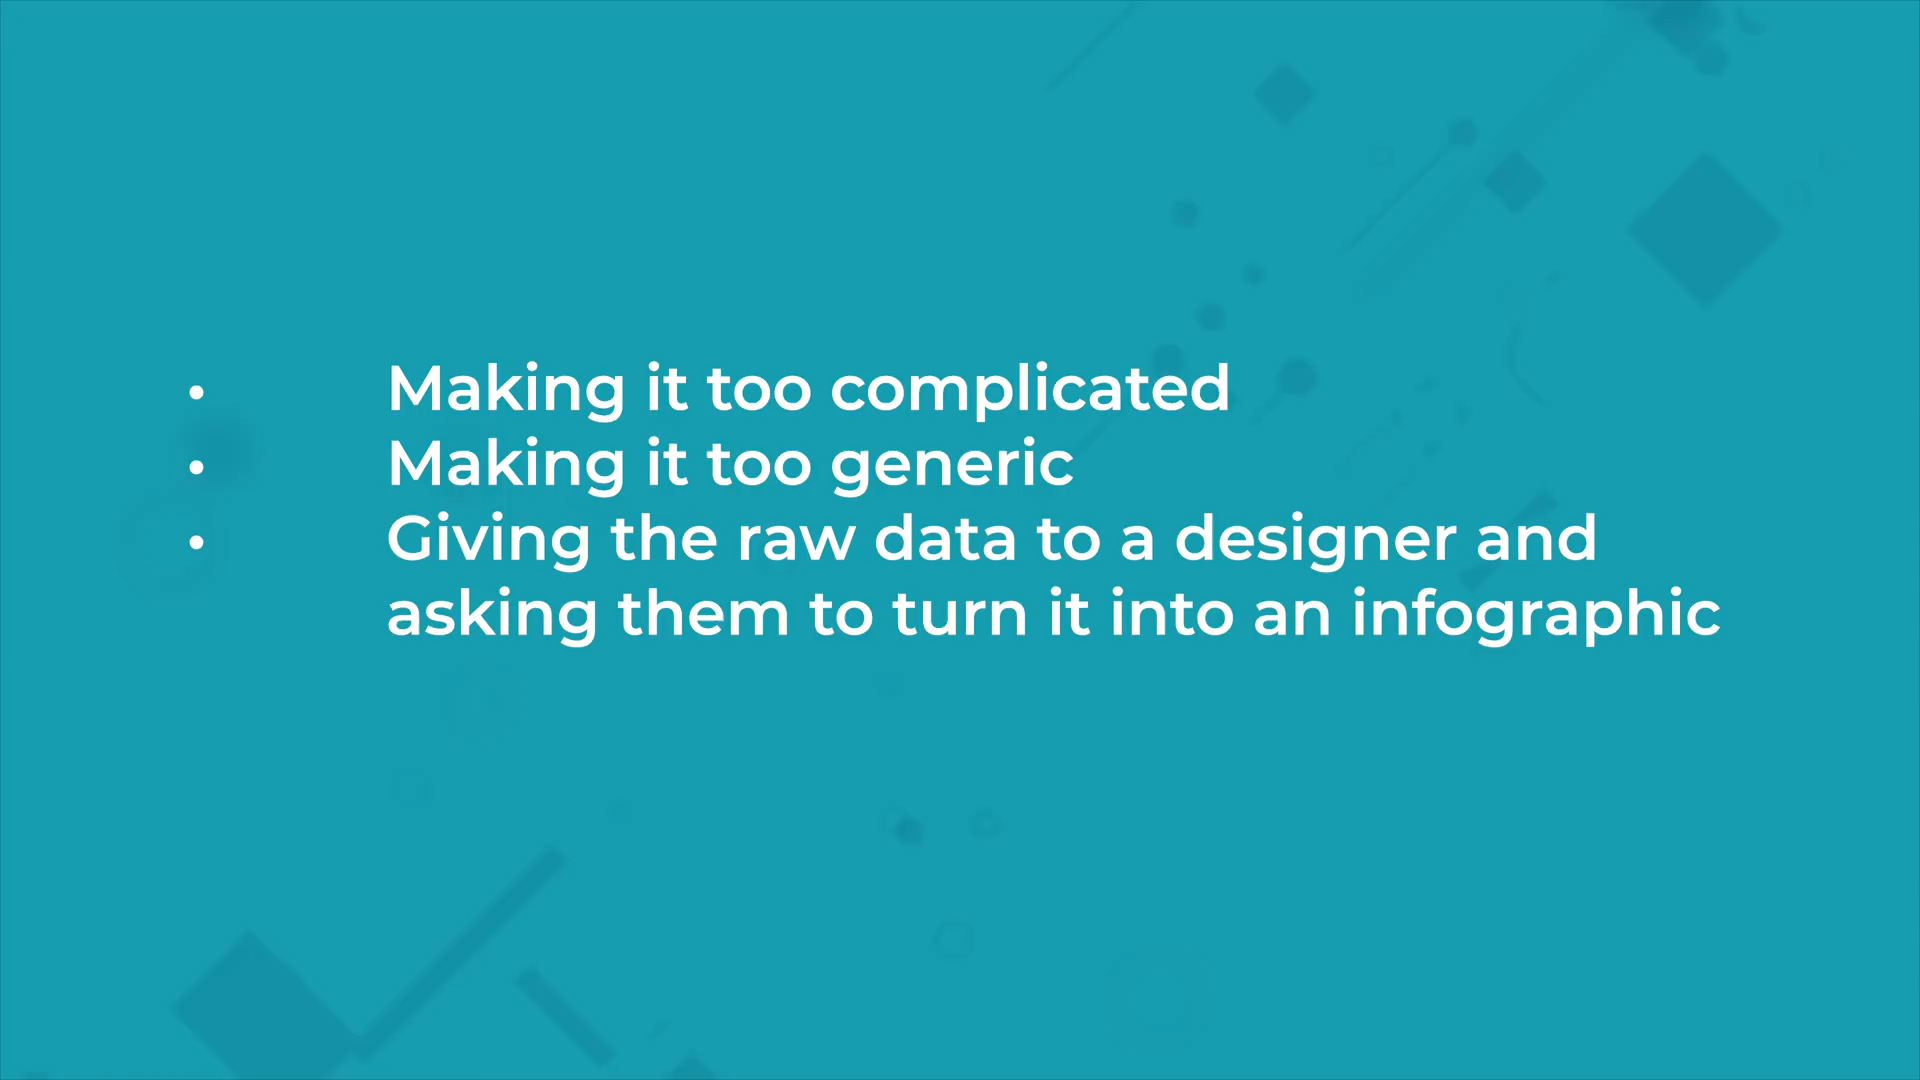 • Making it too complicated
• Making it too generic
• Giving the raw data to a designer and
asking them to turn it into an infographic